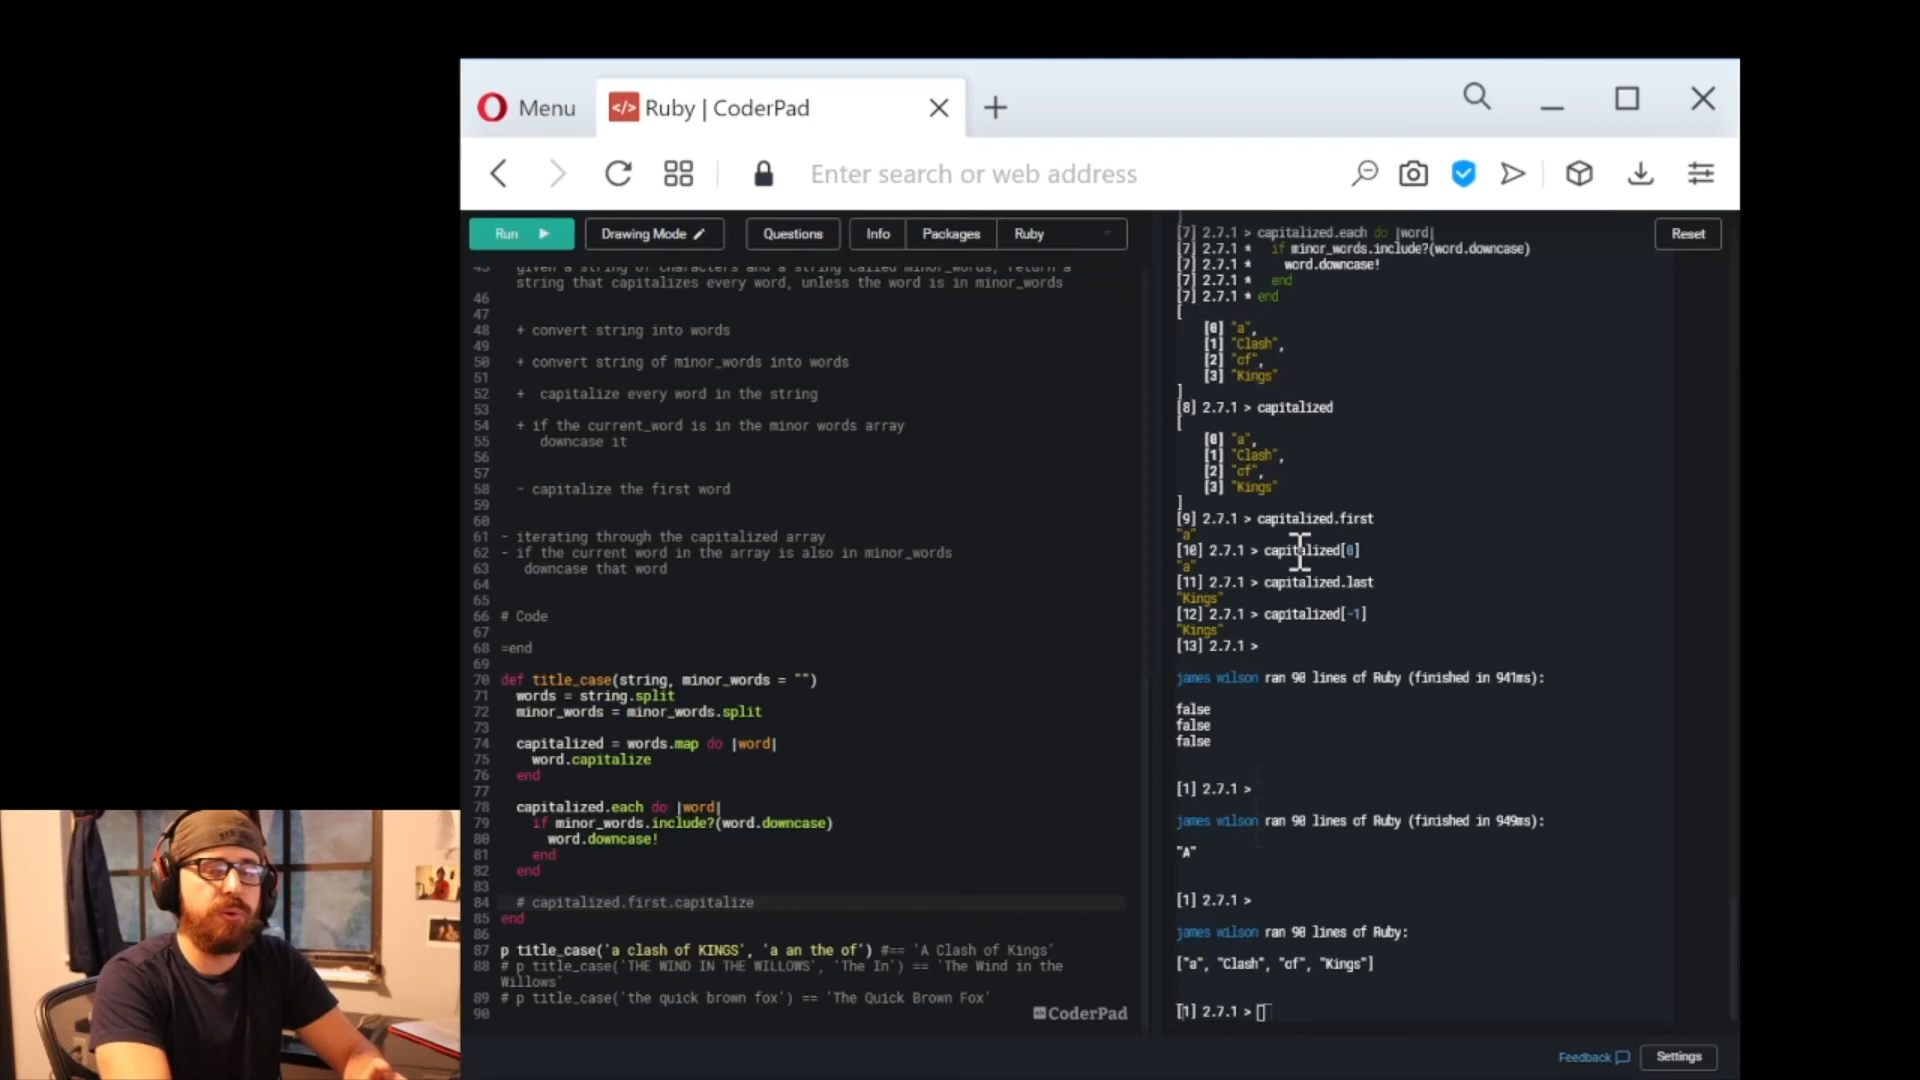 Menu
Ruby | CoderPad
Enter search or web address
Run
Drawing Mode
Questions
Info
Packages
Ruby
Reset
45 given a string of characters and a string called minor_words, return a
string that capitalizes every word, unless the word is in minor_words
46
47
48 + convert string into words
49
50 + convert string of minor_words into words
51
52 + capitalize every word in the string
53
54 + if the current_word is in the minor words array
55 downcase it
56
57
58 - capitalize the first word
59
60
61 - iterating through the capitalized array
62 - if the current word in the array is also in minor_words
63 downcase that word
64
65
66 # Code
67
68 =end
69
70 def title_case(string, minor_words = "")
71 words = string.split
72 minor_words = minor_words.split
73
74 capitalized = words.map do |word|
75 word.capitalize
76 end
77
78 capitalized.each do |word|
79 if minor_words.include?(word.downcase)
80 word.downcase!
81 end
82 end
83
84 # capitalized.first.capitalize
85 end
86
87 p title_case('a clash of KINGS', 'a an the of') #== 'A Clash of Kings'
88 # p title_case('THE WIND IN THE WILLOWS', 'The In') == 'The Wind in the
Willows'
89 # p title_case('the quick brown fox') == 'The Quick Brown Fox'
90
CoderPad
[7] 2.7.1 > capitalized.each do |word|
[7] 2.7.1 * if minor_words.include?(word.downcase)
[7] 2.7.1 * word.downcase!
[7] 2.7.1 * end
[7] 2.7.1 * end
[
[0] "a",
[1] "Clash",
[2] "of",
[3] "Kings"
]
[8] 2.7.1 > capitalized
[
[0] "a",
[1] "Clash",
[2] "of",
[3] "Kings"
]
[9] 2.7.1 > capitalized.first
"a"
[10] 2.7.1 > capitalized[0]
"a"
[11] 2.7.1 > capitalized.last
"Kings"
[12] 2.7.1 > capitalized[-1]
"Kings"
[13] 2.7.1 >
james wilson ran 90 lines of Ruby (finished in 941ms):
false
false
false
[1] 2.7.1 >
james wilson ran 90 lines of Ruby (finished in 949ms):
"A"
[1] 2.7.1 >
james wilson ran 90 lines of Ruby:
["a", "Clash", "of", "Kings"]
[1] 2.7.1 >
Feedback
Settings